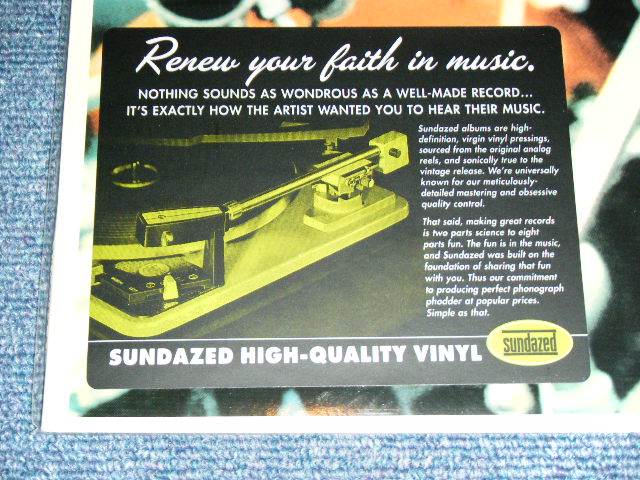 Renew your faith in music.
NOTHING SOUNDS AS WONDROUS AS A WELL-MADE RECORD...
IT'S EXACTLY HOW THE ARTIST WANTED YOU TO HEAR THEIR MUSIC.
Sundazed albums are high-
definition, virgin vinyl pressings,
sourced from the original analog
reels, and sonically true to the
vintage release. We're universally
known for our meticulously-
detailed mastering and obsessive
quality control.
That said, making great records
is two parts science to eight
parts fun. The fun is in the music,
and Sundazed was built on the
foundation of sharing that fun
with you. Thus our commitment
to producing perfect phonograph
phodder at popular prices.
Simple as that.
SUNDAZED HIGH-QUALITY VINYL
sundazed